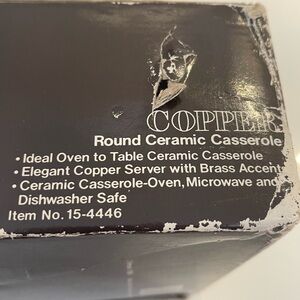 COPPER
Round Ceramic Casserole
• Ideal Oven to Table Ceramic Casserole
• Elegant Copper Server with Brass Accent
• Ceramic Casserole-Oven, Microwave and
Dishwasher Safe
Item No. 15-4446